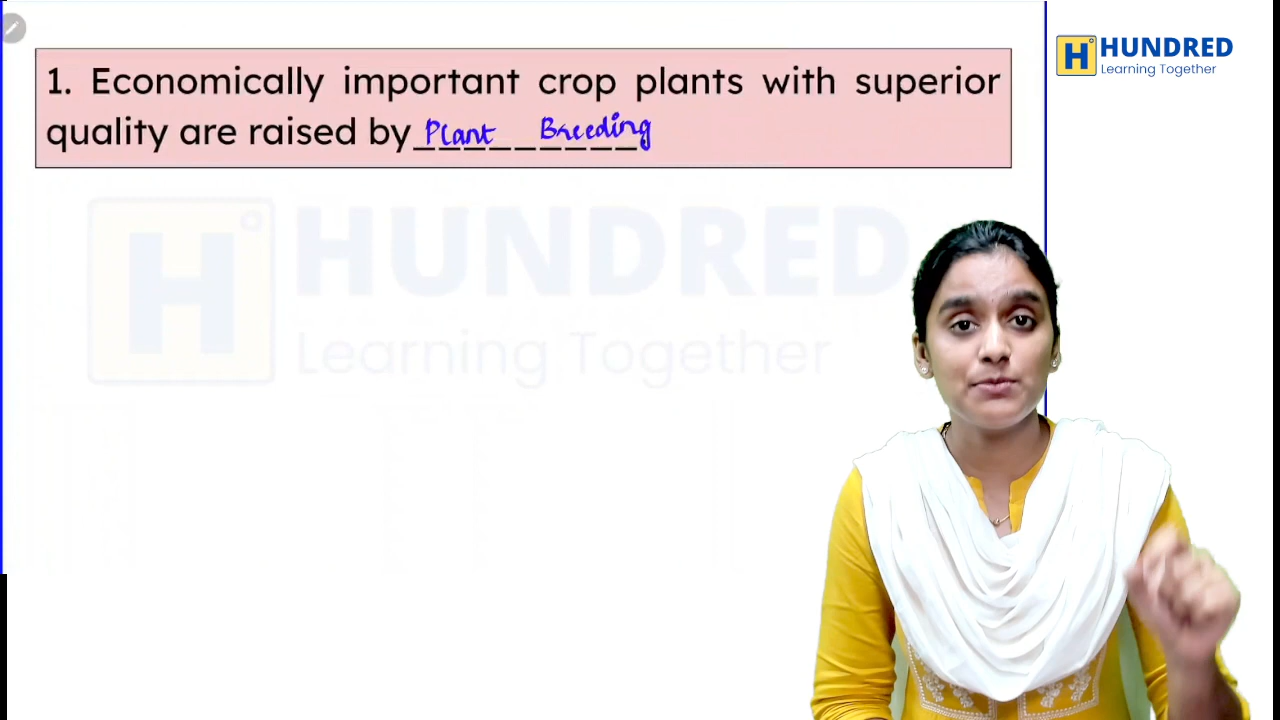 HUNDRED
Learning Together
1. Economically important crop plants with superior
quality are raised by Plant Breeding
HUNDRED
Learning Together